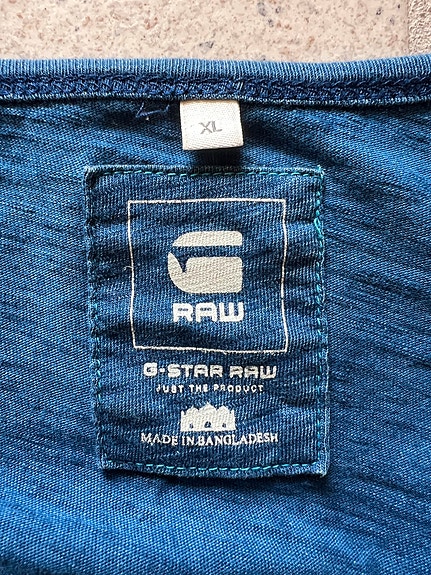 XL
RAW
G-STAR RAW
JUST THE PRODUCT
MADE IN BANGLADESH